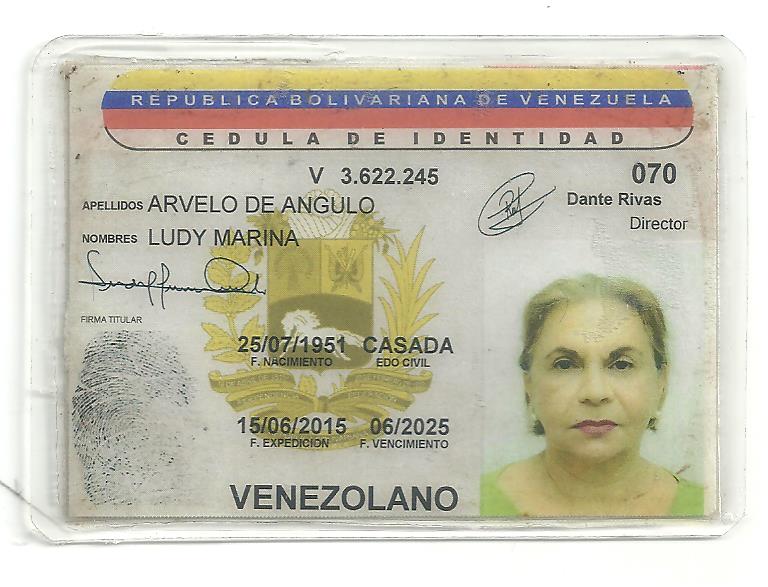 REPUBLICA BOLIVARIANA DE VENEZUELA
CEDULA DE IDENTIDAD
V 3.622.245
070
APELLIDOS ARVELO DE ANGULO
Dante Rivas
Director
NOMBRES LUDY MARINA
FIRMA TITULAR
25/07/1951 CASADA
F. NACIMIENTO EDO CIVIL
15/06/2015 06/2025
F. EXPEDICION F. VENCIMIENTO
VENEZOLANO